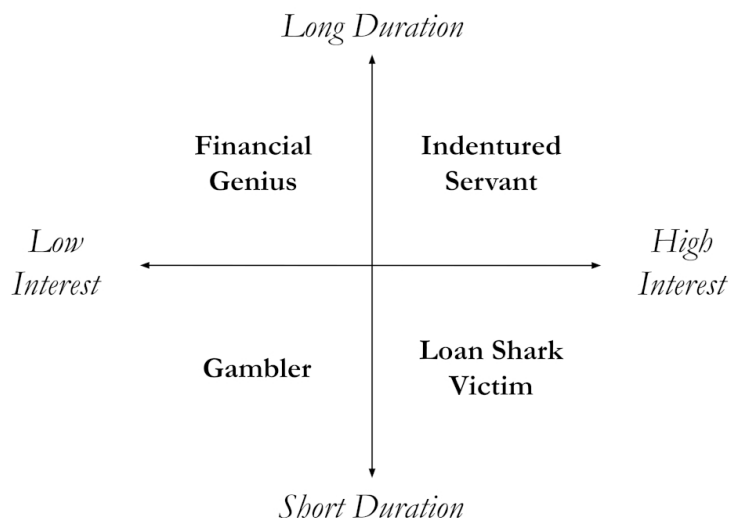 Long Duration
Financial
Genius
Indentured
Servant
Low
Interest
High
Interest
Gambler
Loan Shark
Victim
Short Duration